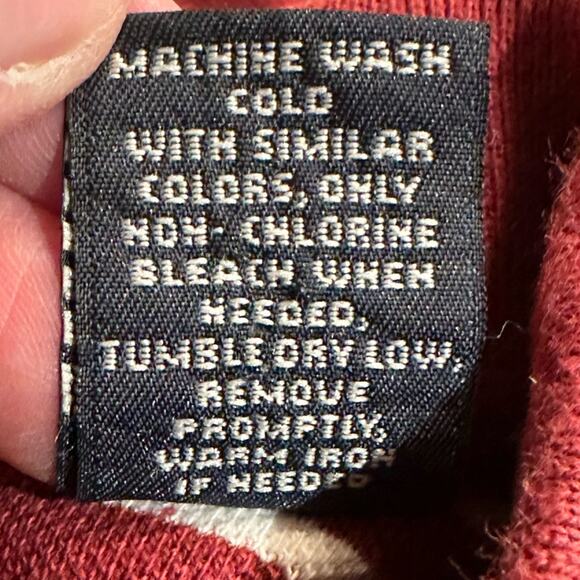 MACHINE WASH
COLD
WITH SIMILAR
COLORS, ONLY
NON- CHLORINE
BLEACH WHEN
NEEDED,
TUMBLE DRY LOW,
REMOVE
PROMPTLY,
WARM IRON
IF NEEDED